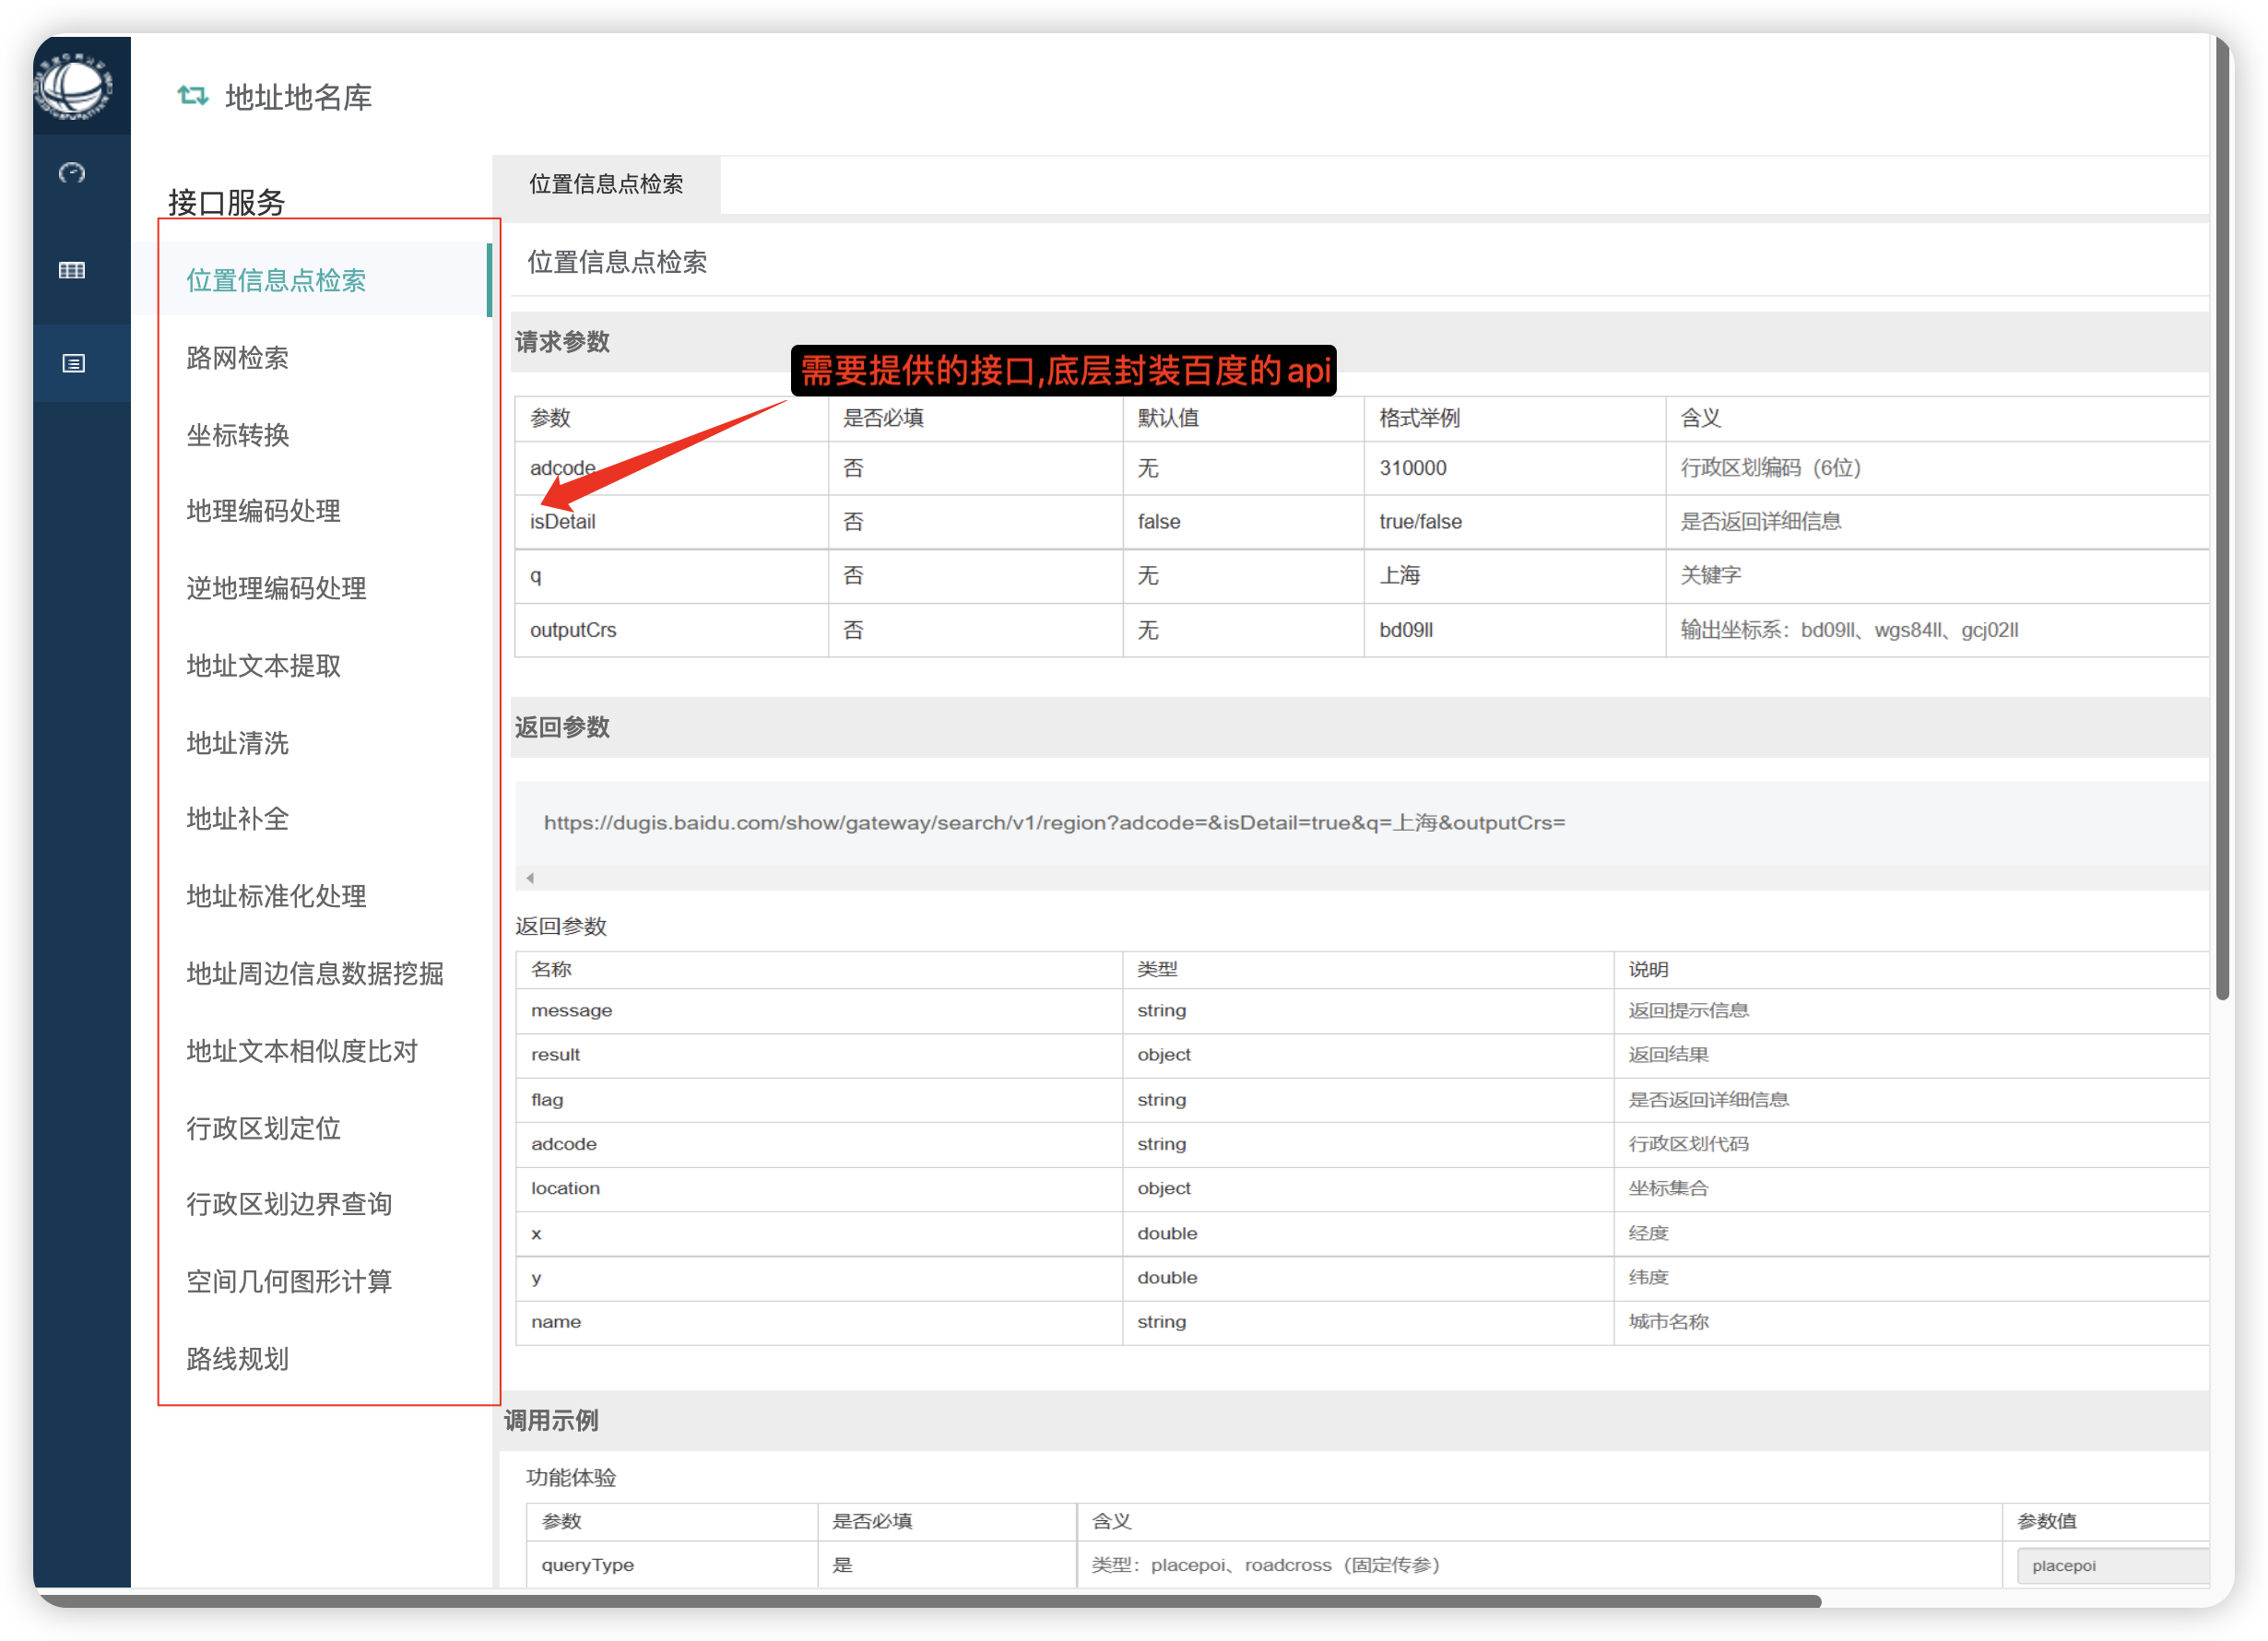 地址地名库
接口服务
位置信息点检索
路网检索
坐标转换
地理编码处理
逆地理编码处理
地址文本提取
地址清洗
地址补全
地址标准化处理
地址周边信息数据挖掘
地址文本相似度比对
行政区划定位
行政区划边界查询
空间几何图形计算
路线规划
位置信息点检索
位置信息点检索
请求参数
需要提供的接口,底层封装百度的api
参数 是否必填 默认值 格式举例 含义
adcode 否 无 310000 行政区划编码（6位）
isDetail 否 false true/false 是否返回详细信息
q 否 无 上海 关键字
outputCrs 否 无 bd09ll 输出坐标系：bd09ll、wgs84ll、gcj02ll
返回参数
https://dugis.baidu.com/show/gateway/search/v1/region?adcode=&isDetail=true&q=上海&outputCrs=
返回参数
名称 类型 说明
message string 返回提示信息
result object 返回结果
flag string 是否返回详细信息
adcode string 行政区划代码
location object 坐标集合
x double 经度
y double 纬度
name string 城市名称
调用示例
功能体验
参数 是否必填 含义 参数值
queryType 是 类型：placepoi、roadcross（固定传参） placepoi